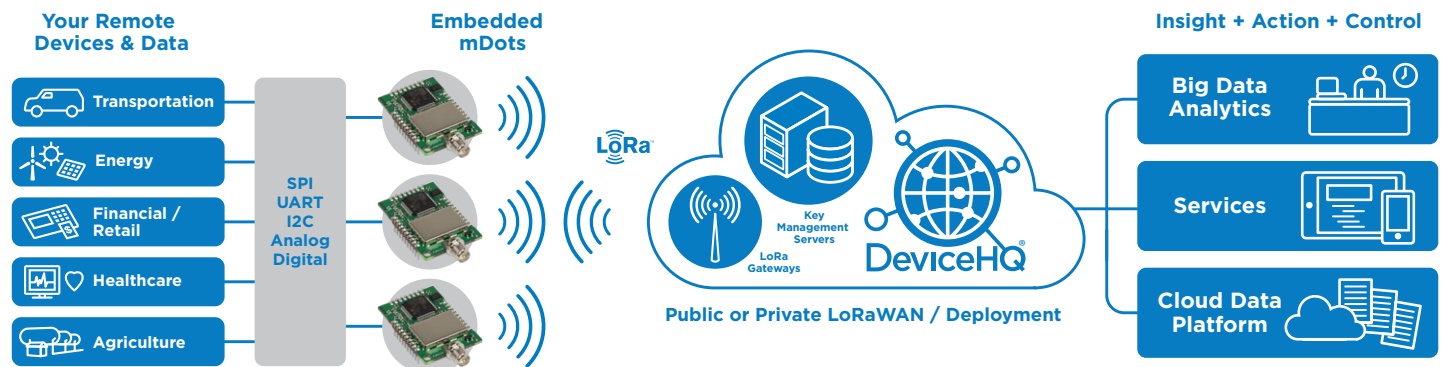 Your Remote
Devices & Data
Transportation
Energy
Financial /
Retail
Healthcare
Agriculture
SPI
UART
I2C
Analog
Digital
Embedded
mDots
LoRa™
Key
Management
Servers
LoRa
Gateways
DeviceHQ®
Public or Private LoRaWAN / Deployment
Insight + Action + Control
Big Data
Analytics
Services
Cloud Data
Platform